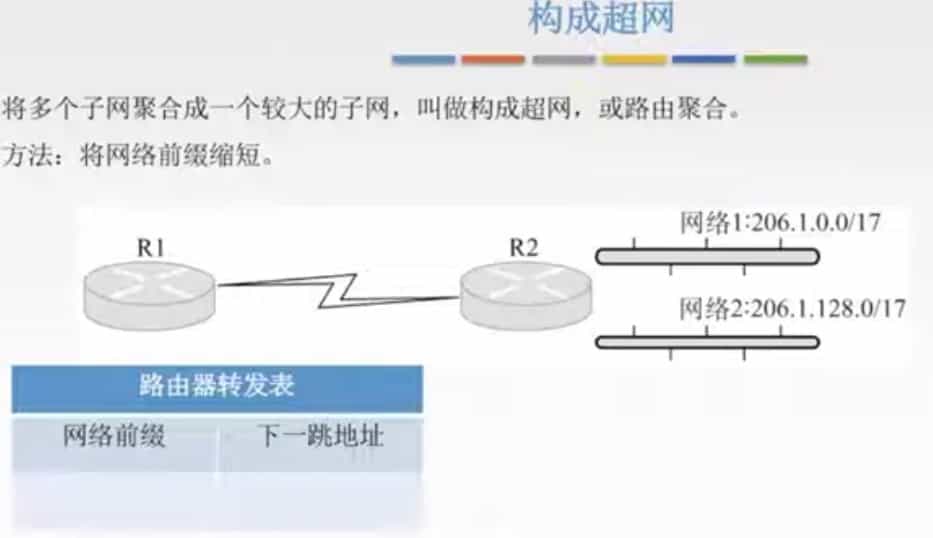 构成超网
将多个子网聚合成一个较大的子网，叫做构成超网，或路由聚合。
方法：将网络前缀缩短。
网络1:206.1.0.0/17
R1
R2
网络2:206.1.128.0/17
路由器转发表
网络前缀 下一跳地址